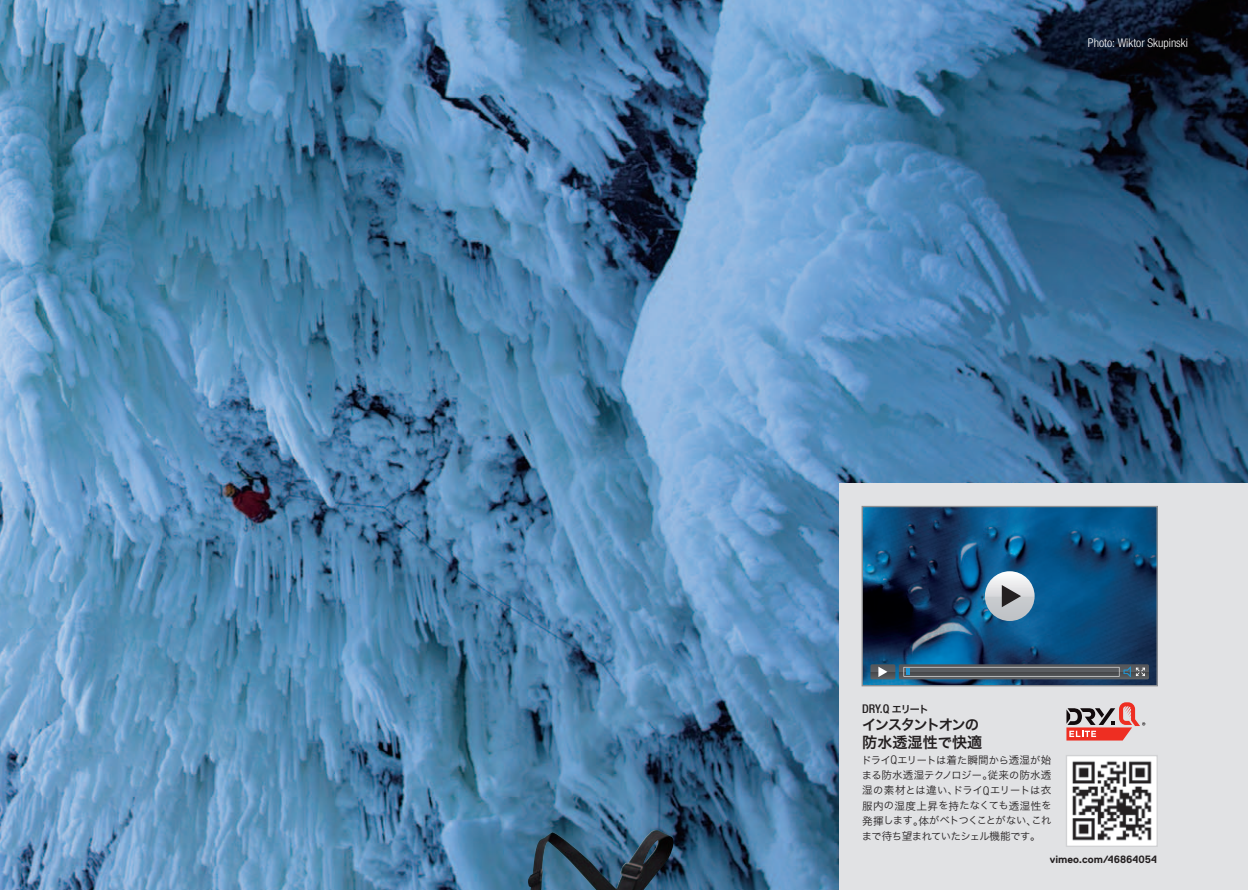 Photo: Wiktor Skupinski
DRY.Q エリート
インスタントオンの
防水透湿性で快適
ドライQエリートは着た瞬間から透湿が始
まる防水透湿テクノロジー。従来の防水透
湿の素材とは違い、ドライQエリートは衣
服内の湿度上昇を持たなくても透湿性を
発揮します。体がベトつくことがない、これ
まで待ち望まれていたシェル機能です。
DRY.Q
ELITE
vimeo.com/46864054